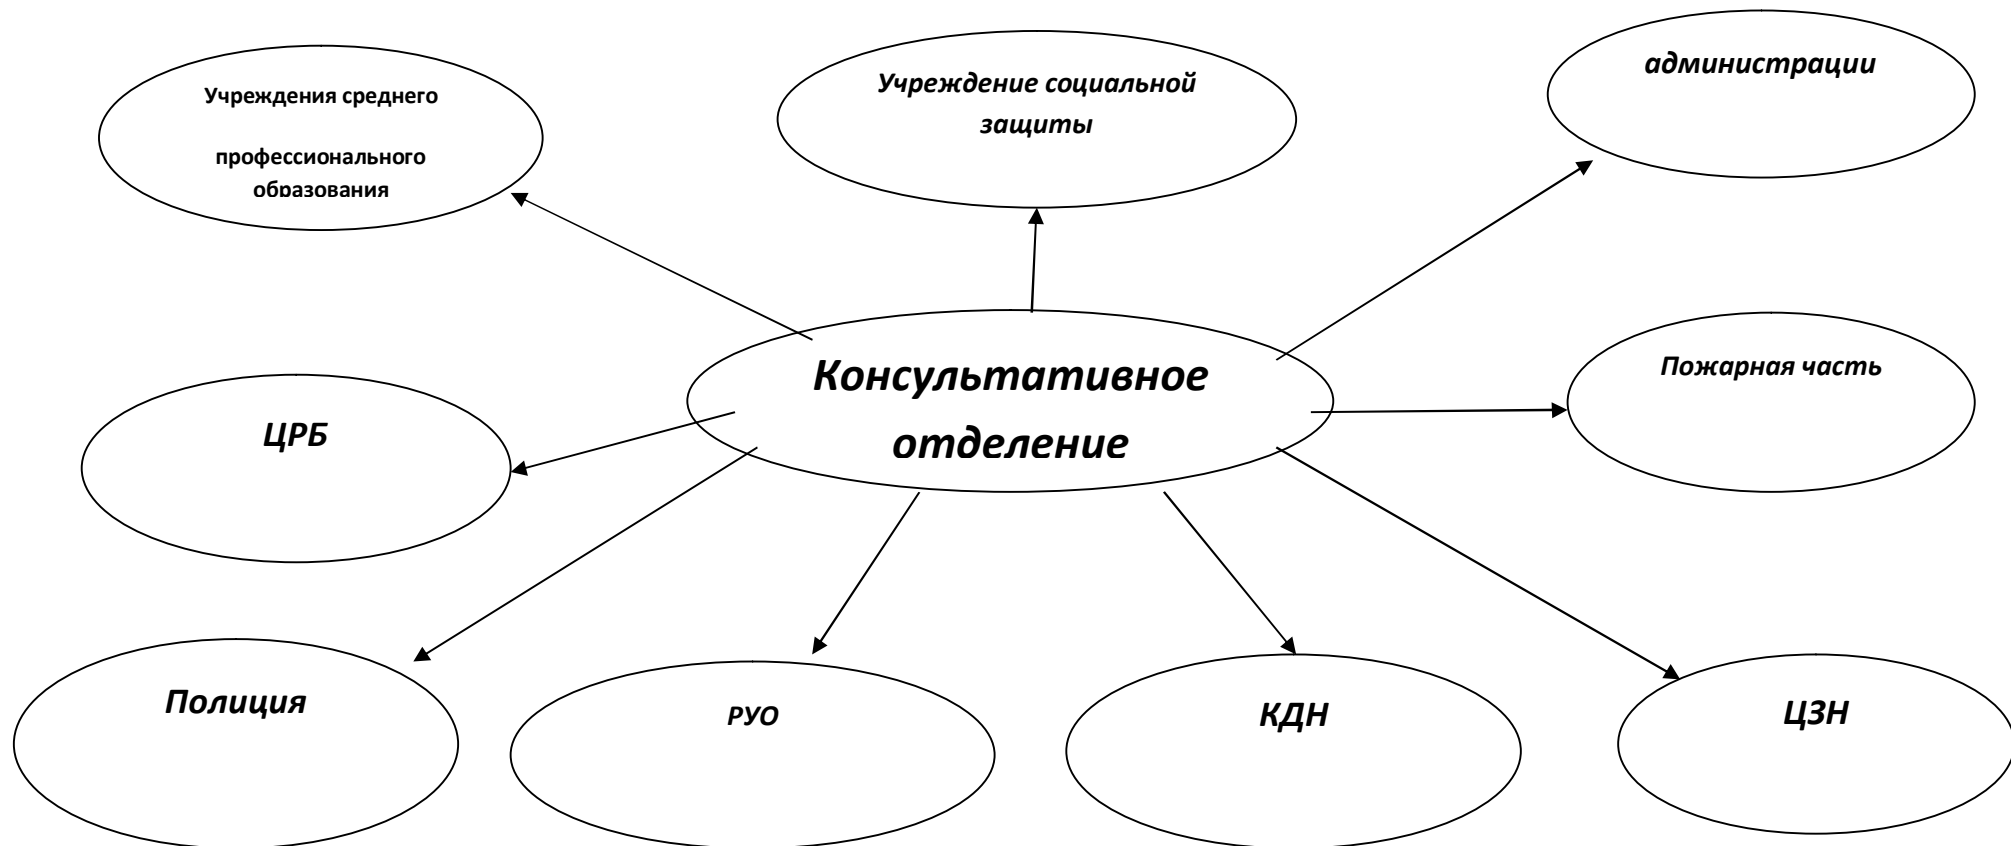 Учреждения среднего
профессионального
образования
Учреждение социальной
защиты
администрации
Консультативное
отделение
Пожарная часть
ЦРБ
Полиция
РУО
КДН
ЦЗН